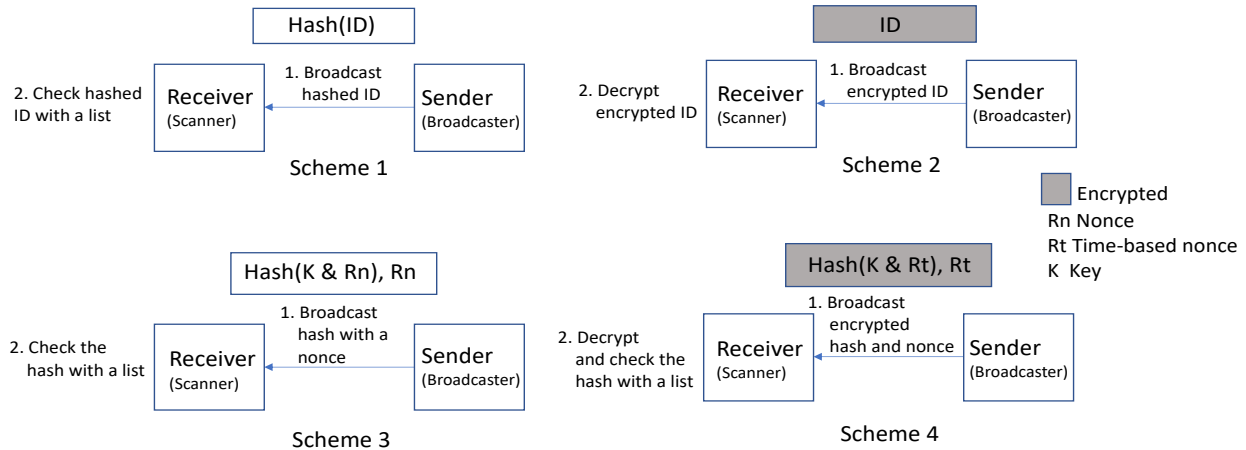 Hash(ID)
2. Check hashed
ID with a list
Receiver
(Scanner)
1. Broadcast
hashed ID
Sender
(Broadcaster)
Scheme 1
ID
2. Decrypt
encrypted ID
Receiver
(Scanner)
1. Broadcast
encrypted ID
Sender
(Broadcaster)
Scheme 2
Encrypted
Rn Nonce
Rt Time-based nonce
K Key
Hash(K & Rn), Rn
2. Check the
hash with a list
Receiver
(Scanner)
1. Broadcast
hash with a
nonce
Sender
(Broadcaster)
Scheme 3
Hash(K & Rt), Rt
2. Decrypt
and check the
hash with a list
Receiver
(Scanner)
1. Broadcast
encrypted
hash and nonce
Sender
(Broadcaster)
Scheme 4